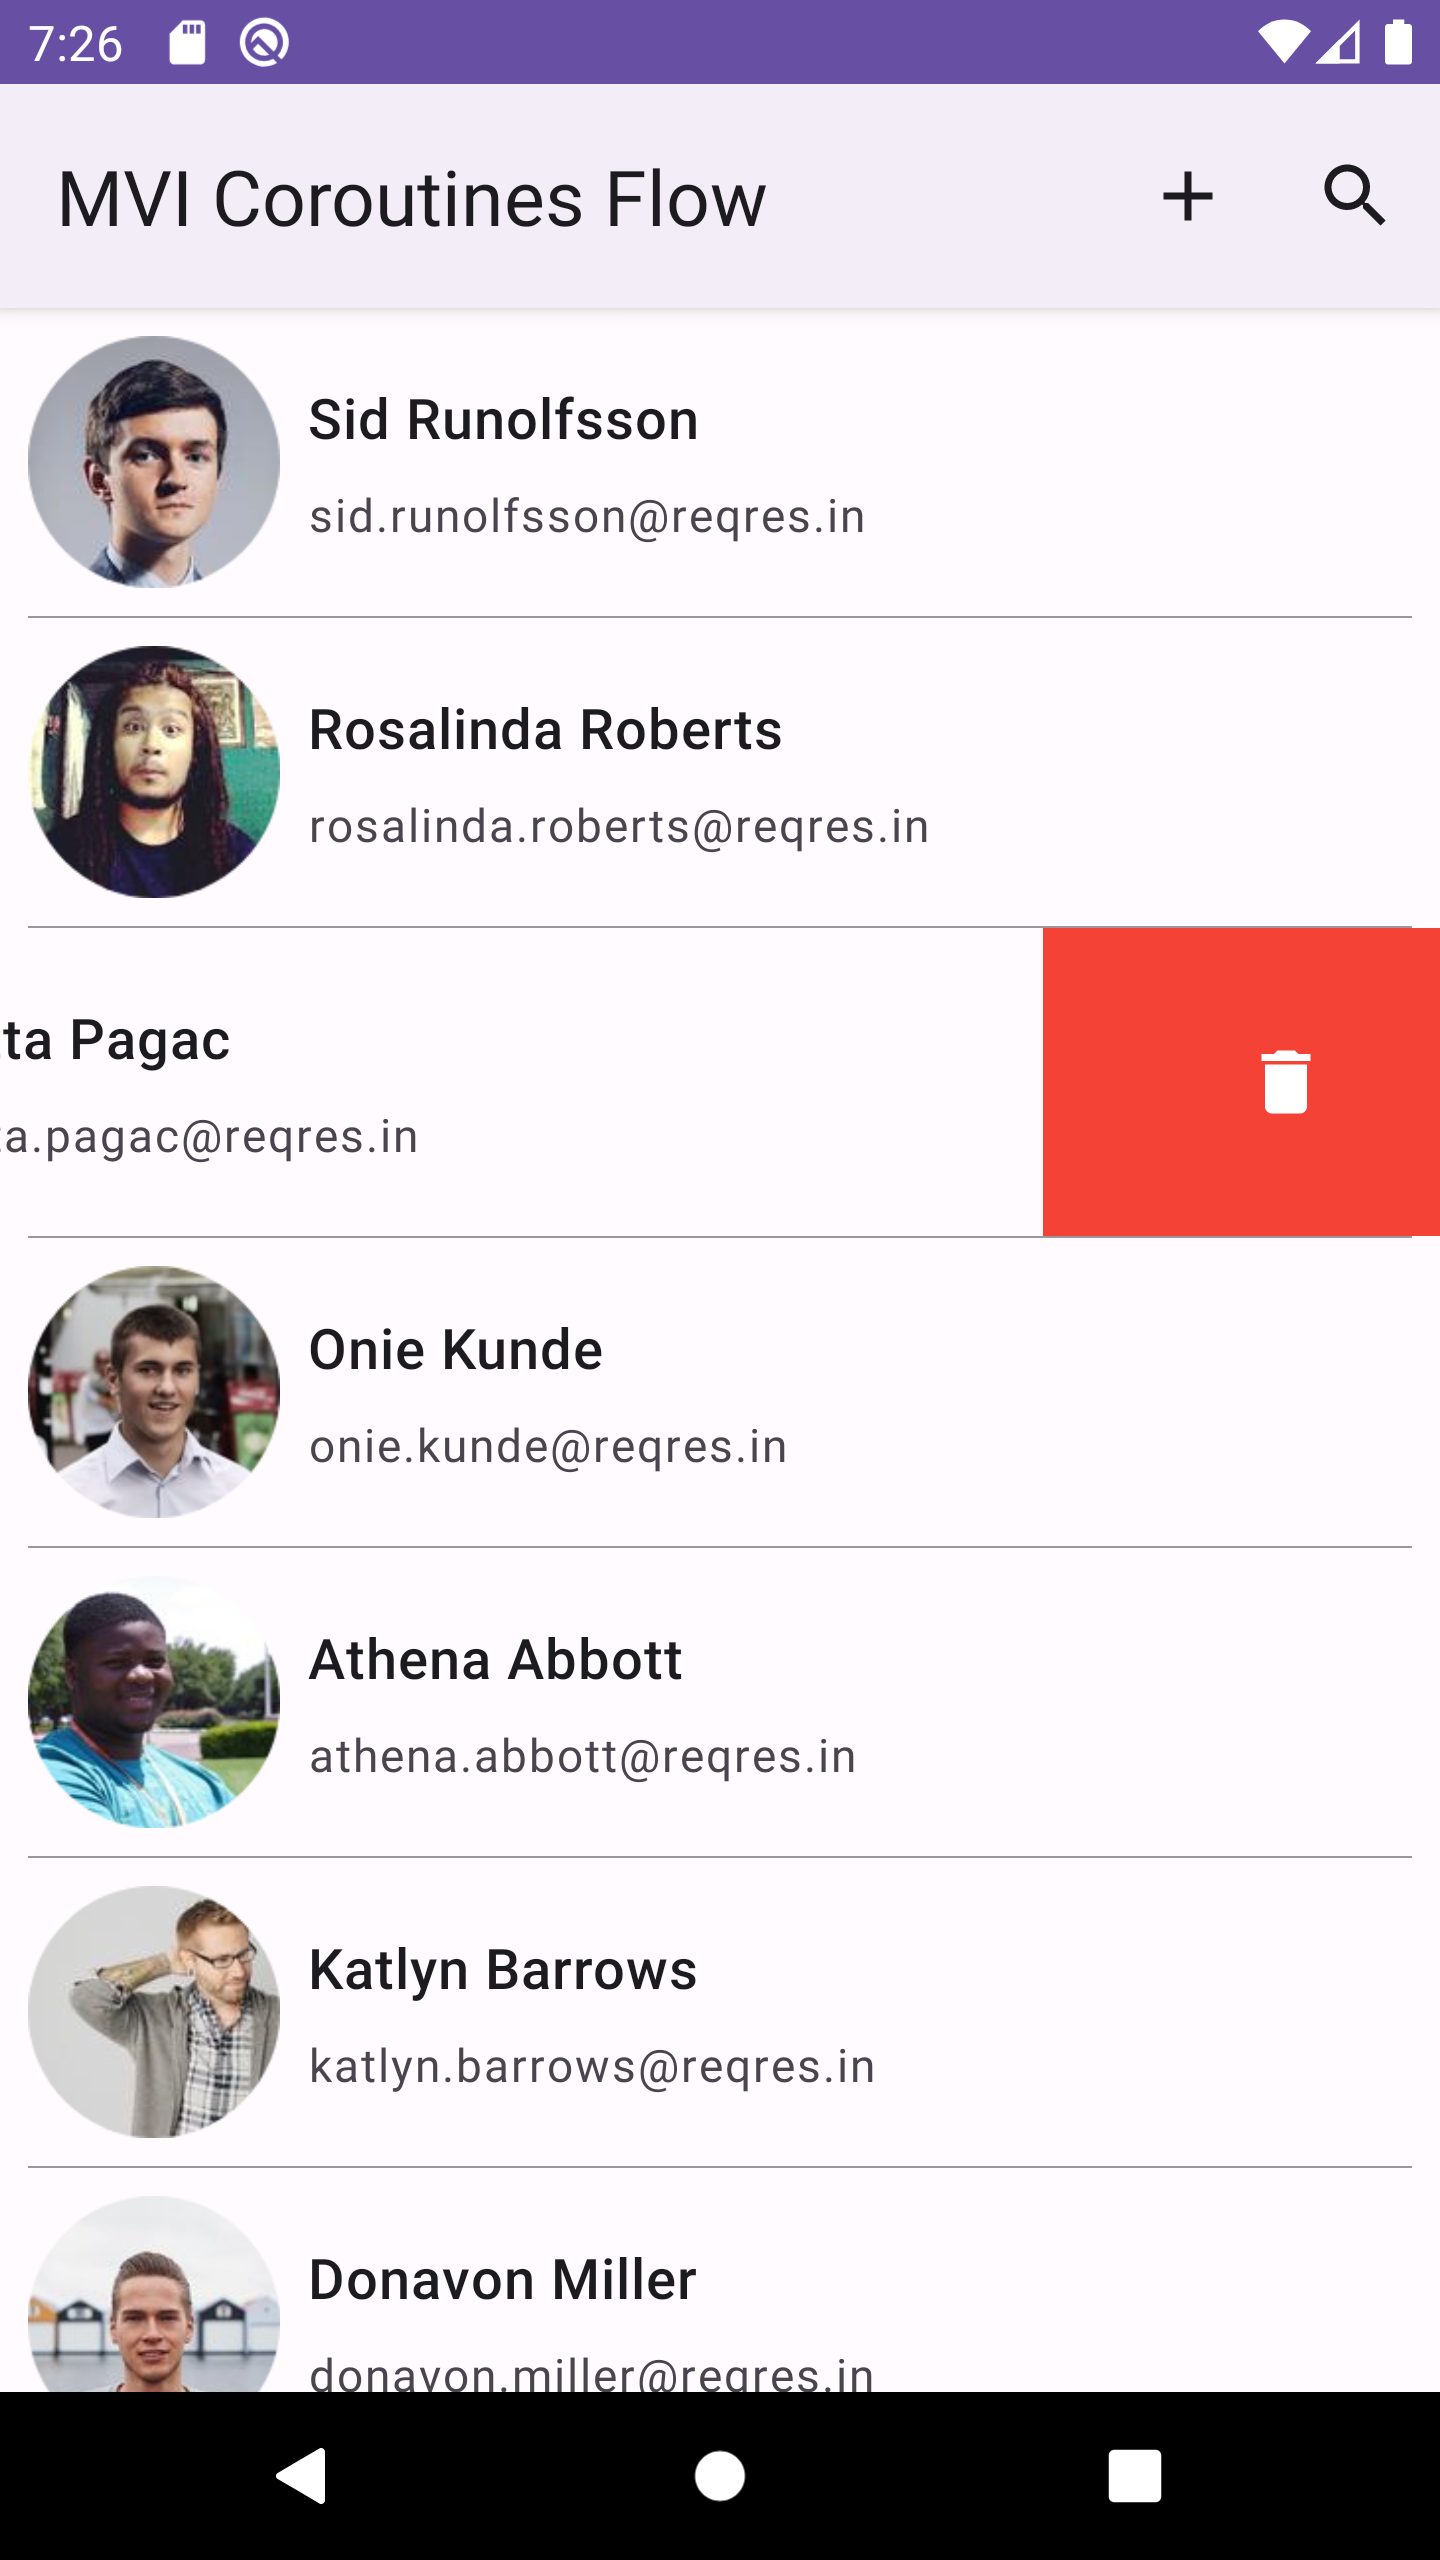 7:26
MVI Coroutines Flow
Sid Runolfsson
sid.runolfsson@reqres.in
Rosalinda Roberts
rosalinda.roberts@reqres.in
ta Pagac
ta.pagac@reqres.in
Onie Kunde
onie.kunde@reqres.in
Athena Abbott
athena.abbott@reqres.in
Katlyn Barrows
katlyn.barrows@reqres.in
Donavon Miller
donavon.miller@reqres.in